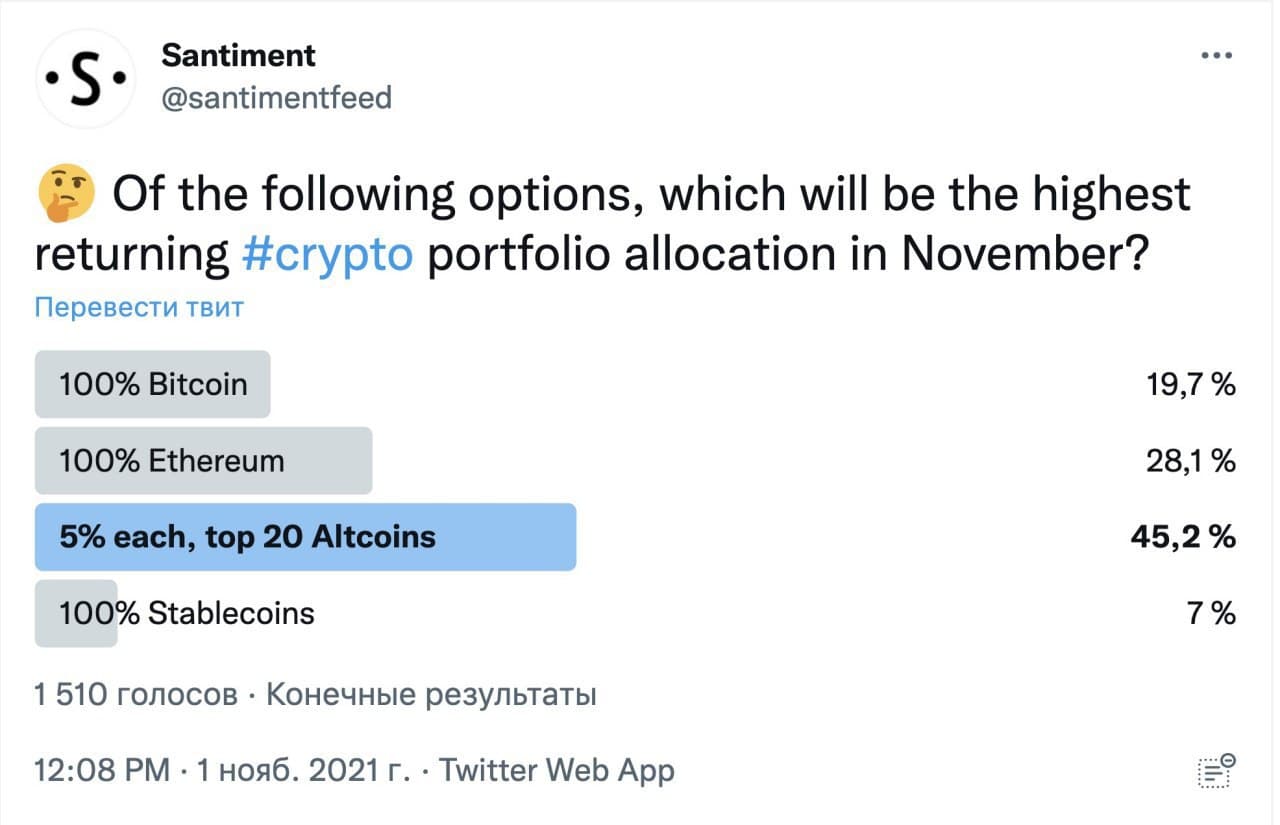 •S•
Santiment
@santimentfeed
🤔 Of the following options, which will be the highest
returning #crypto portfolio allocation in November?
Перевести твит
100% Bitcoin 19,7 %
100% Ethereum 28,1 %
5% each, top 20 Altcoins 45,2 %
100% Stablecoins 7 %
1 510 голосов · Конечные результаты
12:08 PM · 1 нояб. 2021 г. · Twitter Web App